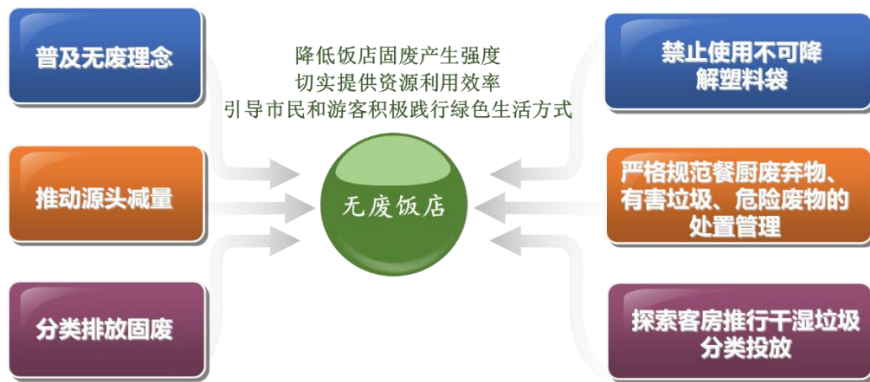 普及无废理念
推动源头减量
分类排放固废
降低饭店固废产生强度
切实提供资源利用效率
引导市民和游客积极践行绿色生活方式
无废饭店
禁止使用不可降
解塑料袋
严格规范餐厨废弃物、
有害垃圾、危险废物的
处置管理
探索客房推行干湿垃圾
分类投放